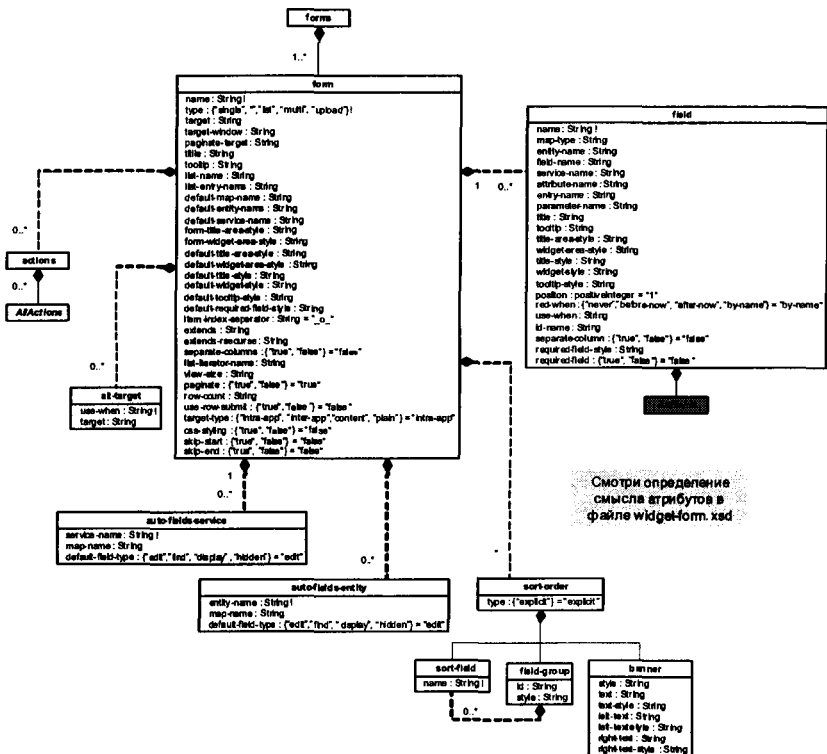 forms
1..*
form
name : String!
type : {"single", "","list", "multi", "upload"}!
target : String
target-window : String
paginate-target : String
title : String
tooltip : String
list-name : String
list-entry-name : String
default-map-name : String
default-entity-name : String
default-service-name : String
form-title-area-style : String
form-widget-area-style : String
default-title-area-style : String
default-widget-area-style : String
default-title-style : String
default-widget-style : String
default-tooltip-style : String
default-required-field-style : String
item-index-separator : String = "_o_"
extends : String
extends-resourse : String
separate-columns : {"true", "false"} = "false"
list-iterator-name : String
view-size : String
paginate : {"true", "false"} = "true"
row-count : String
use-row-submit : {"true", "false"} = "false"
target-type : {"intra-app", "inter-app","content", "plain"} = "intra-app"
css-styling : {"true", "false"} = "false"
skip-start : {"true", "false"} = "false"
skip-end : {"true", "false"} = "false"
field
name : String !
map-type : String
entity-name : String
field-name : String
service-name : String
attribute-name : String
entry-name : String
parameter-name : String
title : String
tooltip : String
title-area-style : String
widget-area-style : String
title-style : String
widget-style : String
tooltip-style : String
position : positiveInteger = "1"
red-when : {"never","before-now", "after-now", "by-name"} = "by-name"
use-when : String
id-name : String
separate-column : {"true", "false"} = "false"
required-field-style : String
required-field : {"true", "false"} = "false"
1 0..*
0..*
actions
0..*
AllActions
0..*
alt-target
use-when : String!
target : String
1
0..*
auto-fields-service
service-name : String !
map-name : String
default-field-type : {"edit","find", "display", "hidden"} = "edit"
0..*
auto-fields-entity
entity-name : String!
map-name : String
default-field-type : {"edit","find", "display", "hidden"} = "edit"
Смотри определение
смысла атрибутов в
файле widget-form.xsd
*
sort-order
type : {"explicit"} = "explicit"
sort-field
name : String !
0..*
field-group
id : String
style : String
banner
style : String
text : String
text-style : String
left-text : String
left-text-style : String
right-text : String
right-text-style : String